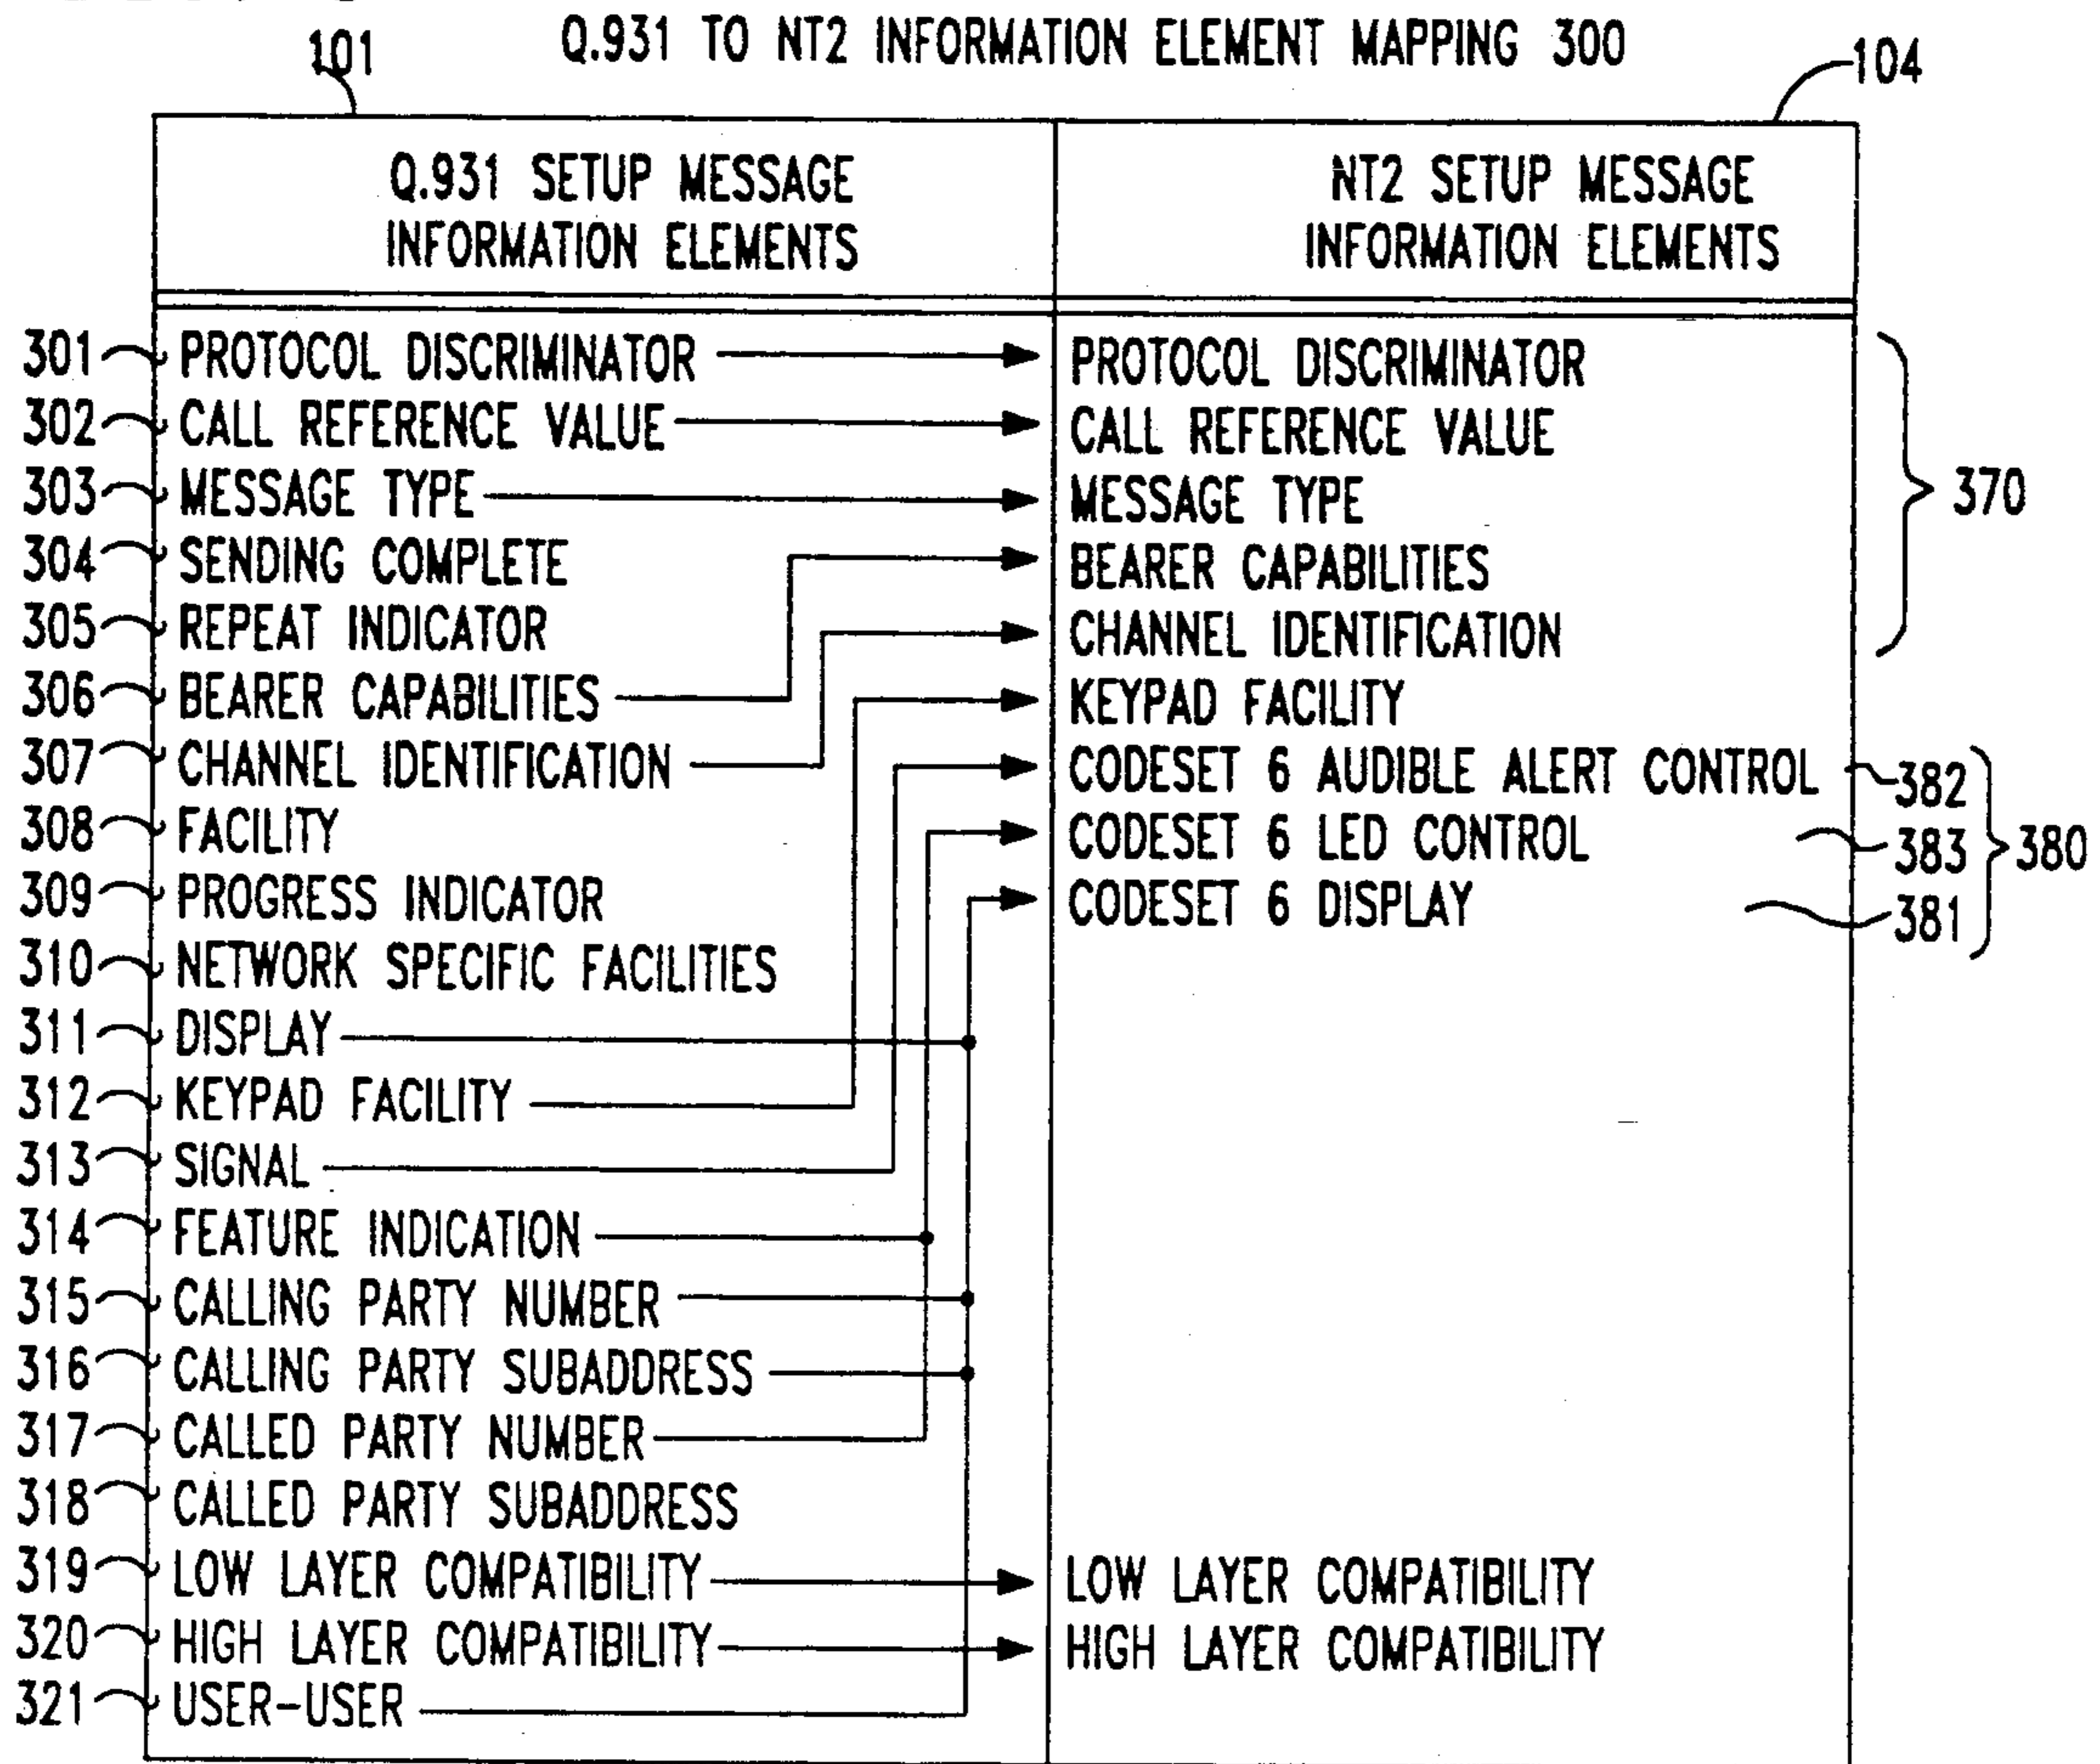 Q.931 TO NT2 INFORMATION ELEMENT MAPPING 300
101
104
Q.931 SETUP MESSAGE
INFORMATION ELEMENTS
NT2 SETUP MESSAGE
INFORMATION ELEMENTS
301 PROTOCOL DISCRIMINATOR PROTOCOL DISCRIMINATOR
302 CALL REFERENCE VALUE CALL REFERENCE VALUE
303 MESSAGE TYPE MESSAGE TYPE 370
304 SENDING COMPLETE BEARER CAPABILITIES
305 REPEAT INDICATOR CHANNEL IDENTIFICATION
306 BEARER CAPABILITIES KEYPAD FACILITY
307 CHANNEL IDENTIFICATION CODESET 6 AUDIBLE ALERT CONTROL 382
308 FACILITY CODESET 6 LED CONTROL 383 380
309 PROGRESS INDICATOR CODESET 6 DISPLAY 381
310 NETWORK SPECIFIC FACILITIES
311 DISPLAY
312 KEYPAD FACILITY
313 SIGNAL
314 FEATURE INDICATION
315 CALLING PARTY NUMBER
316 CALLING PARTY SUBADDRESS
317 CALLED PARTY NUMBER
318 CALLED PARTY SUBADDRESS
319 LOW LAYER COMPATIBILITY LOW LAYER COMPATIBILITY
320 HIGH LAYER COMPATIBILITY HIGH LAYER COMPATIBILITY
321 USER-USER